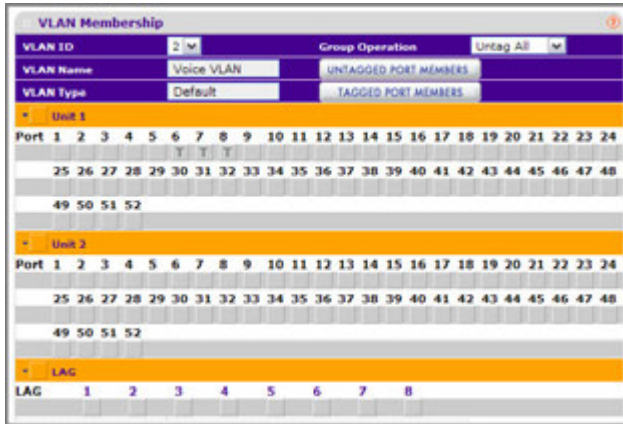 VLAN Membership
VLAN ID 2 Group Operation Untag All
VLAN Name Voice VLAN UNTAGGED PORT MEMBERS
VLAN Type Default TAGGED PORT MEMBERS
Unit 1
Port 1 2 3 4 5 6 7 8 9 10 11 12 13 14 15 16 17 18 19 20 21 22 23 24
T T T
25 26 27 28 29 30 31 32 33 34 35 36 37 38 39 40 41 42 43 44 45 46 47 48
49 50 51 52
Unit 2
Port 1 2 3 4 5 6 7 8 9 10 11 12 13 14 15 16 17 18 19 20 21 22 23 24
25 26 27 28 29 30 31 32 33 34 35 36 37 38 39 40 41 42 43 44 45 46 47 48
49 50 51 52
LAG
LAG 1 2 3 4 5 6 7 8